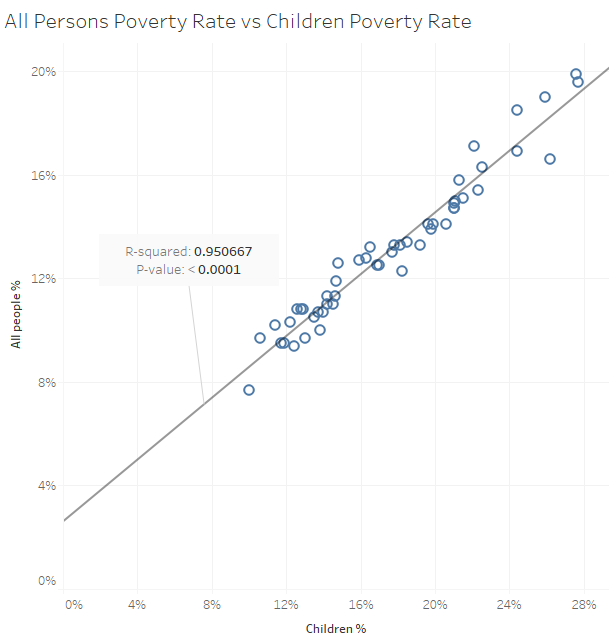 All Persons Poverty Rate vs Children Poverty Rate
20%
16%
R-squared: 0.950667
P-value: < 0.0001
12%
All people %
8%
4%
0%
0% 4% 8% 12% 16% 20% 24% 28%
Children %